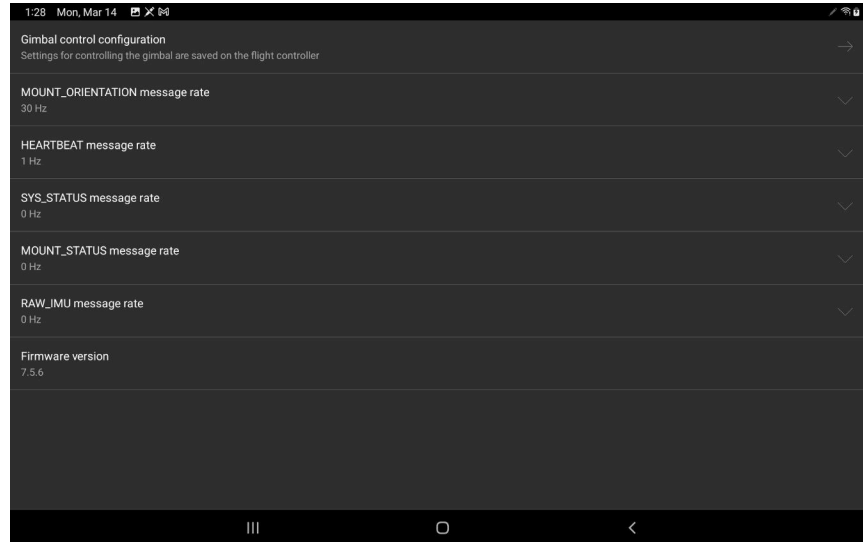 1:28 Mon, Mar 14
Gimbal control configuration
Settings for controlling the gimbal are saved on the flight controller
MOUNT_ORIENTATION message rate
30 Hz
HEARTBEAT message rate
1 Hz
SYS_STATUS message rate
0 Hz
MOUNT_STATUS message rate
0 Hz
RAW_IMU message rate
0 Hz
Firmware version
7.5.6